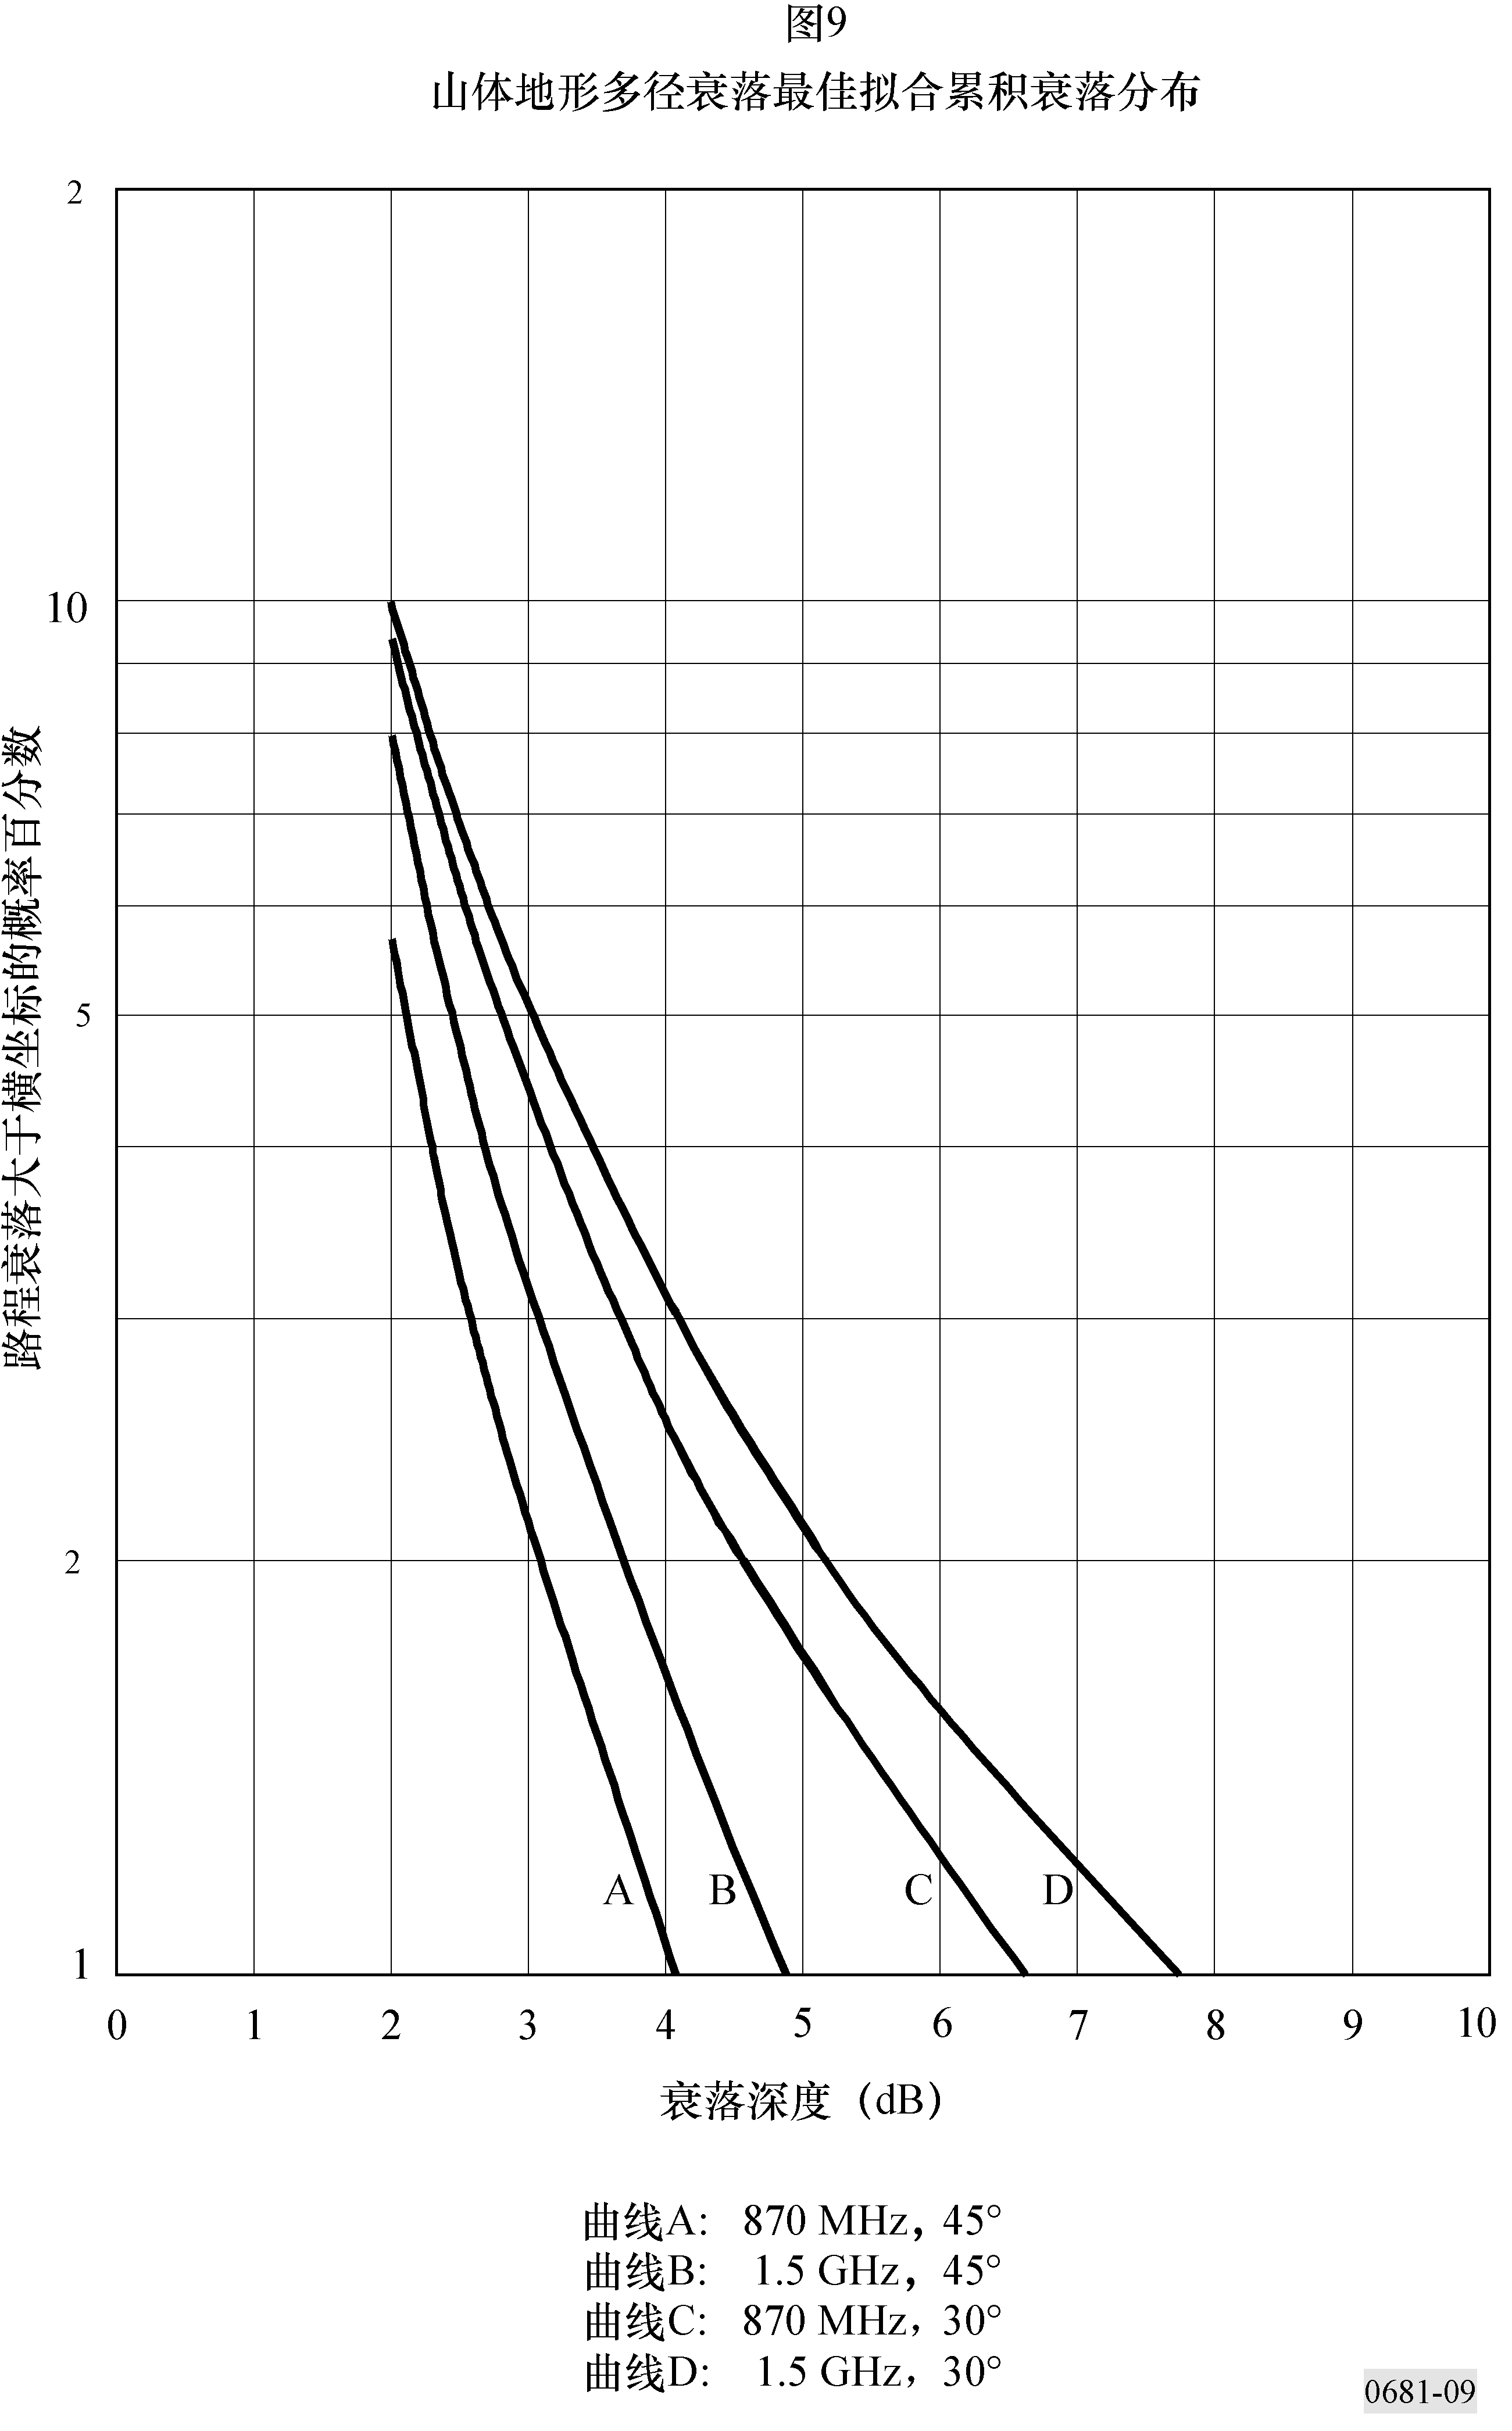 图9
山体地形多径衰落最佳拟合累积衰落分布
路程衰落大于横坐标的概率百分数
2
10
5
2
1
0 1 2 3 4 5 6 7 8 9 10
A B C D
衰落深度（dB）
曲线A: 870 MHz，45°
曲线B: 1.5 GHz，45°
曲线C: 870 MHz，30°
曲线D: 1.5 GHz，30°
0681-09